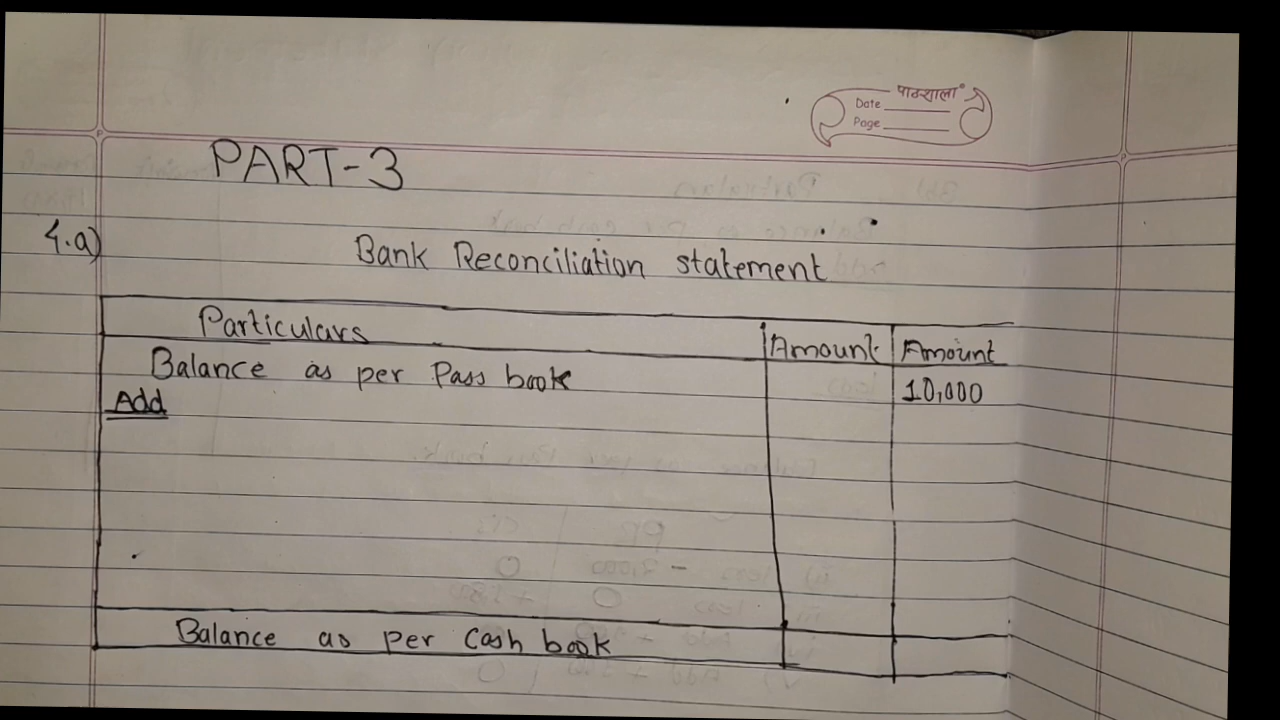 पाठशाला
Date
Page
PART-3
4.a)
Bank Reconciliation statement
Particulars Amount Amount
Balance as per Pass book 10,000
Add
Balance as per Cash book